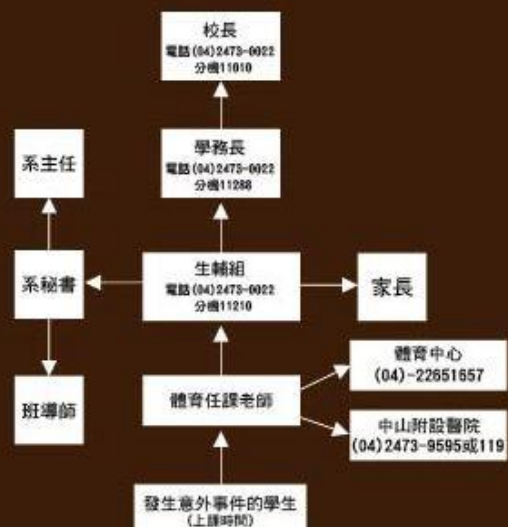 校長
電話(04)2473-0022
分機11010
學務長
電話(04)2473-0022
分機11288
系主任
生輔組
電話(04)2473-0022
分機11210
系秘書
家長
體育中心
(04)-22651657
體育任課老師
班導師
中山附設醫院
(04)2473-9595或119
發生意外事件的學生
(上課時間)